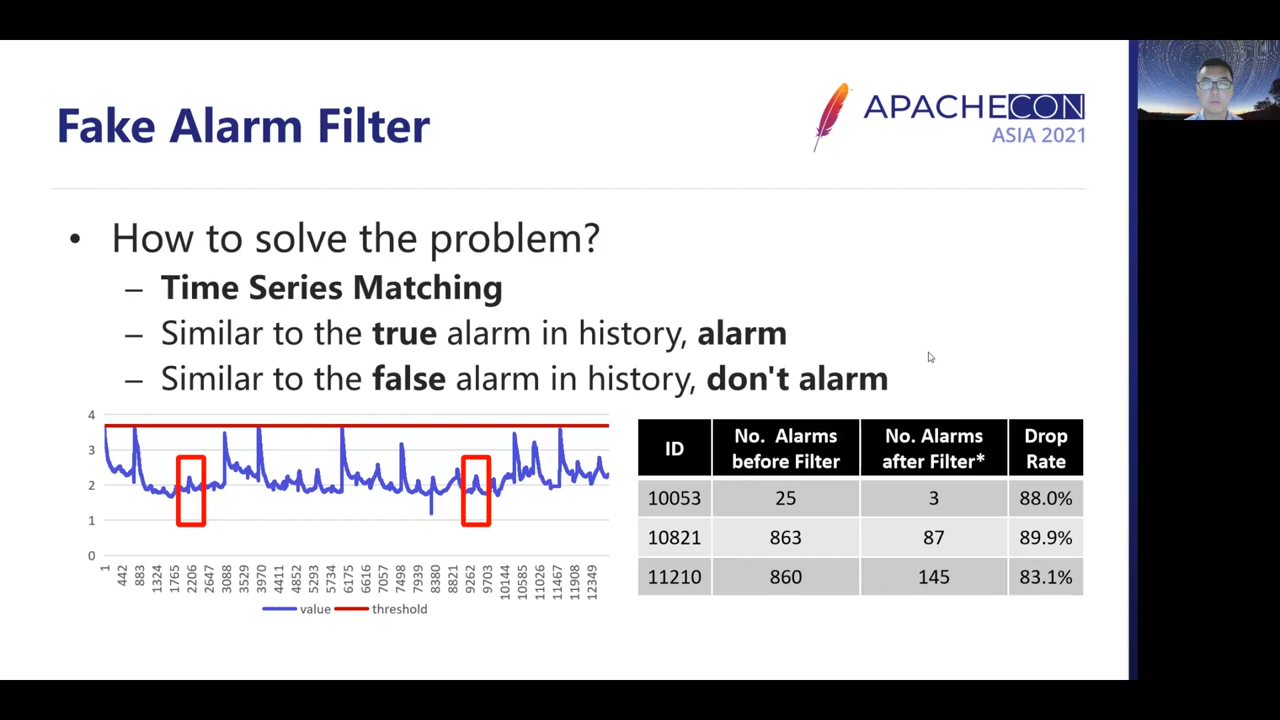 Fake Alarm Filter
APACHECON
ASIA 2021
• How to solve the problem?
– Time Series Matching
– Similar to the true alarm in history, alarm
– Similar to the false alarm in history, don't alarm
4
3
2
1
0
1 442 883 1324 1765 2206 2647 3088 3529 3970 4411 4852 5293 5734 6175 6616 7057 7498 7939 8380 8821 9262 9703 10144 10585 11026 11467 11908 12349
value threshold
ID No. Alarms before Filter No. Alarms after Filter* Drop Rate
10053 25 3 88.0%
10821 863 87 89.9%
11210 860 145 83.1%